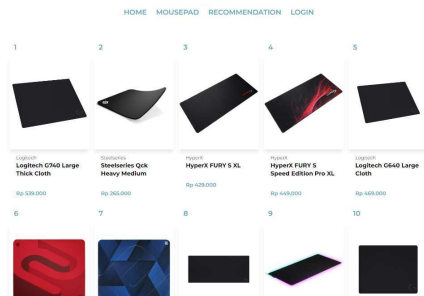 HOME MOUSEPAD RECOMMENDATION LOGIN
1 2 3 4 5
Logitech
Logitech G740 Large
Thick Cloth
Rp 539.000
Steelseries
Steelseries Qck
Heavy Medium
Rp 265.000
HyperX
HyperX FURY S XL
Rp 429.000
HyperX
HyperX FURY S
Speed Edition Pro XL
Rp 449.000
Logitech
Logitech G640 Large
Cloth
Rp 469.000
6 7 8 9 10